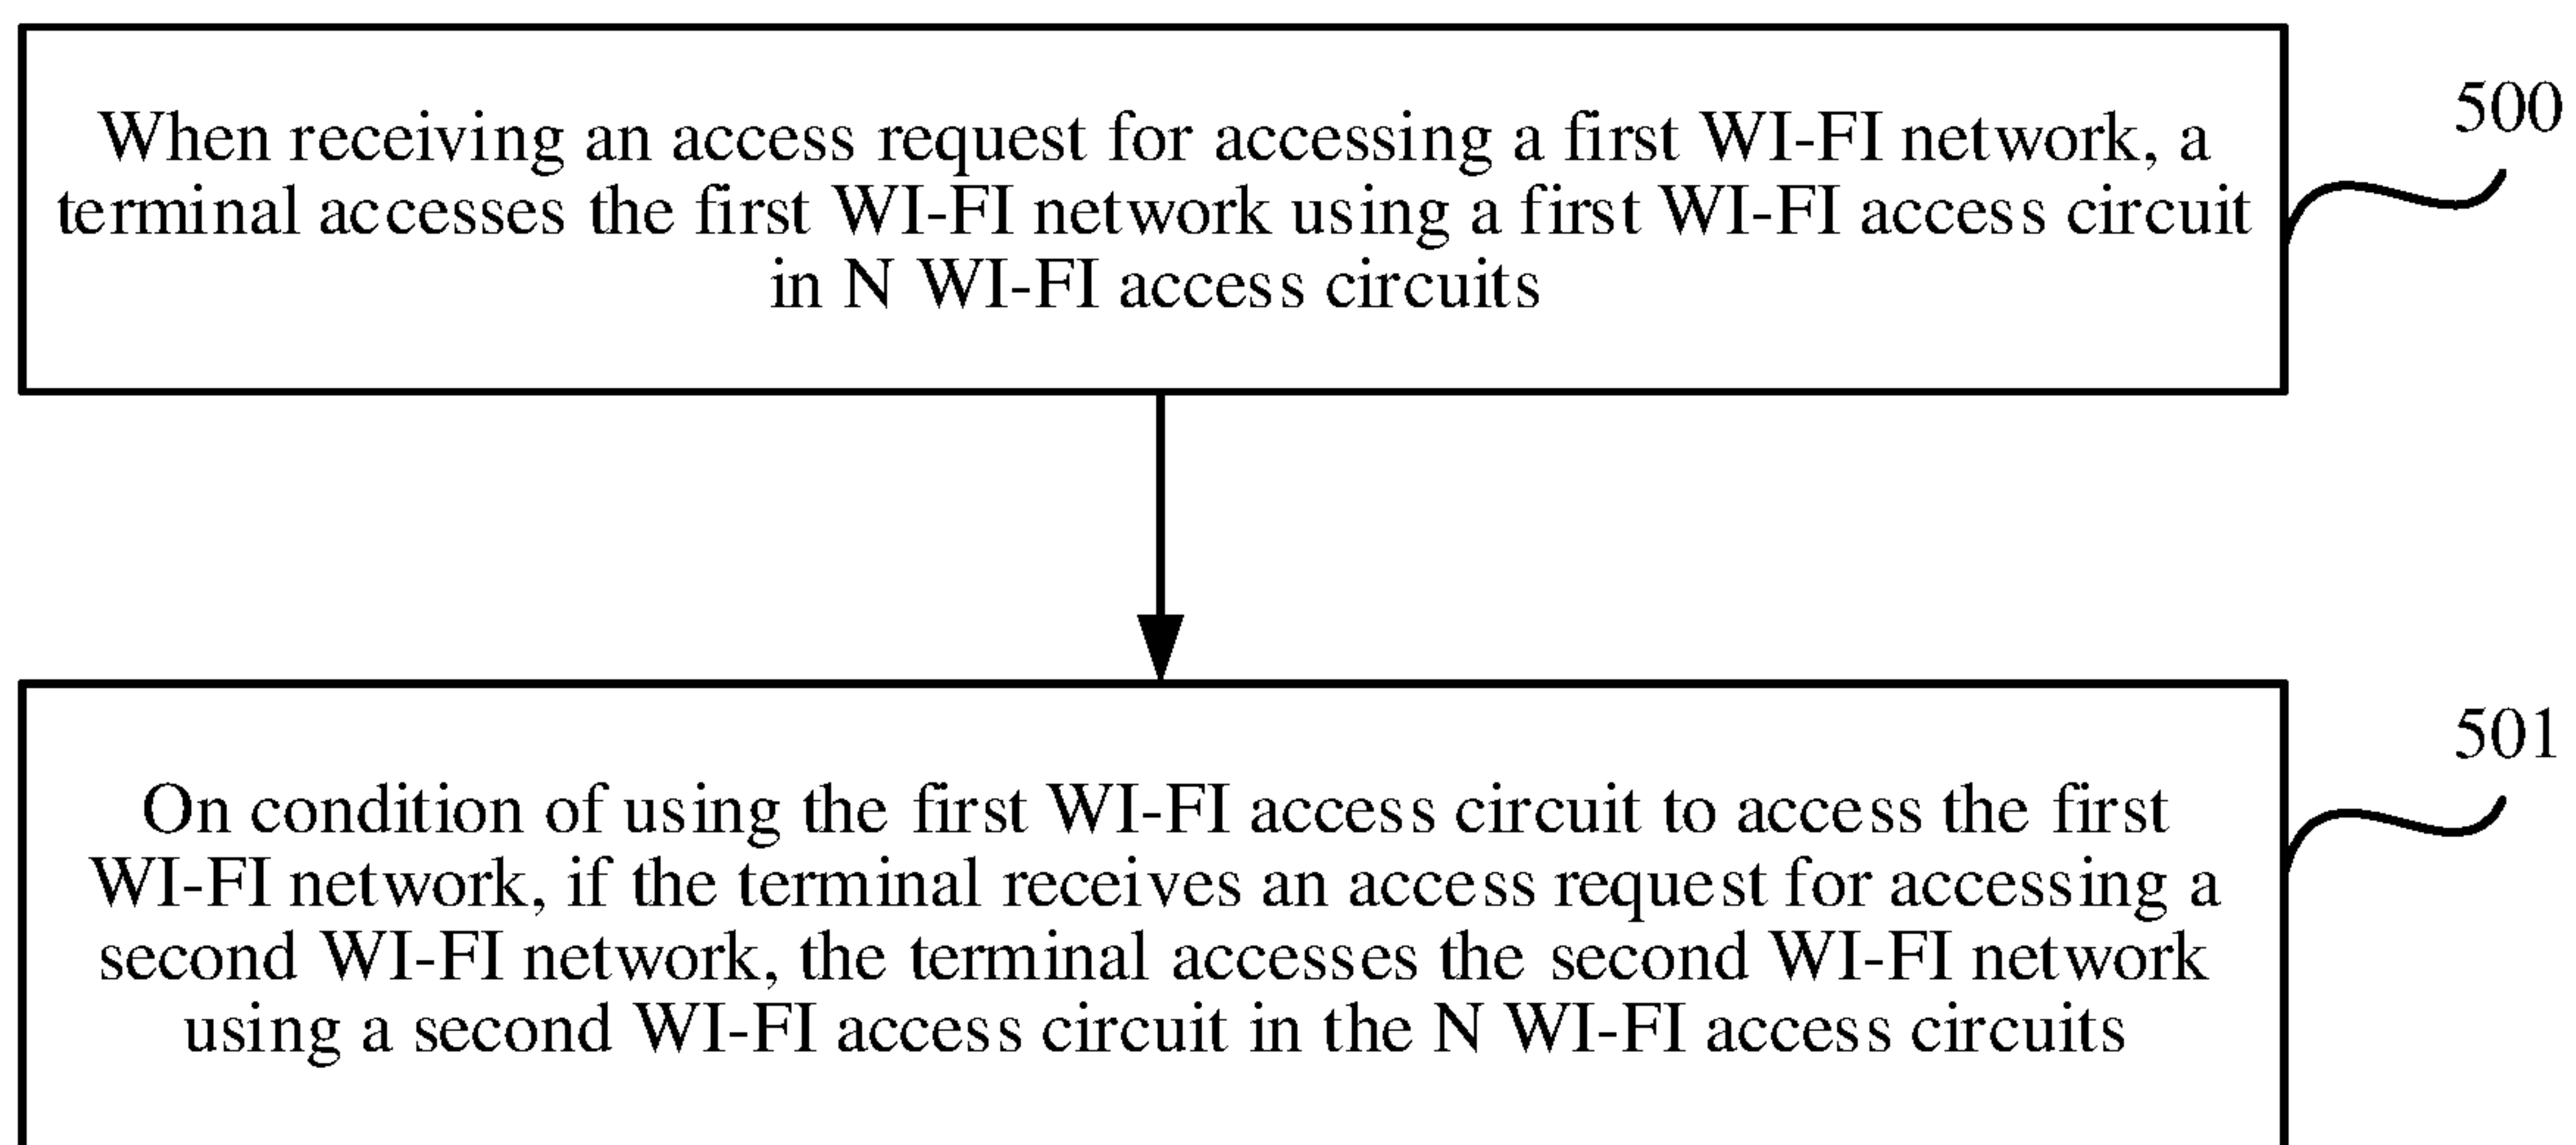 When receiving an access request for accessing a first WI-FI network, a
terminal accesses the first WI-FI network using a first WI-FI access circuit
in N WI-FI access circuits
500
On condition of using the first WI-FI access circuit to access the first
WI-FI network, if the terminal receives an access request for accessing a
second WI-FI network, the terminal accesses the second WI-FI network
using a second WI-FI access circuit in the N WI-FI access circuits
501